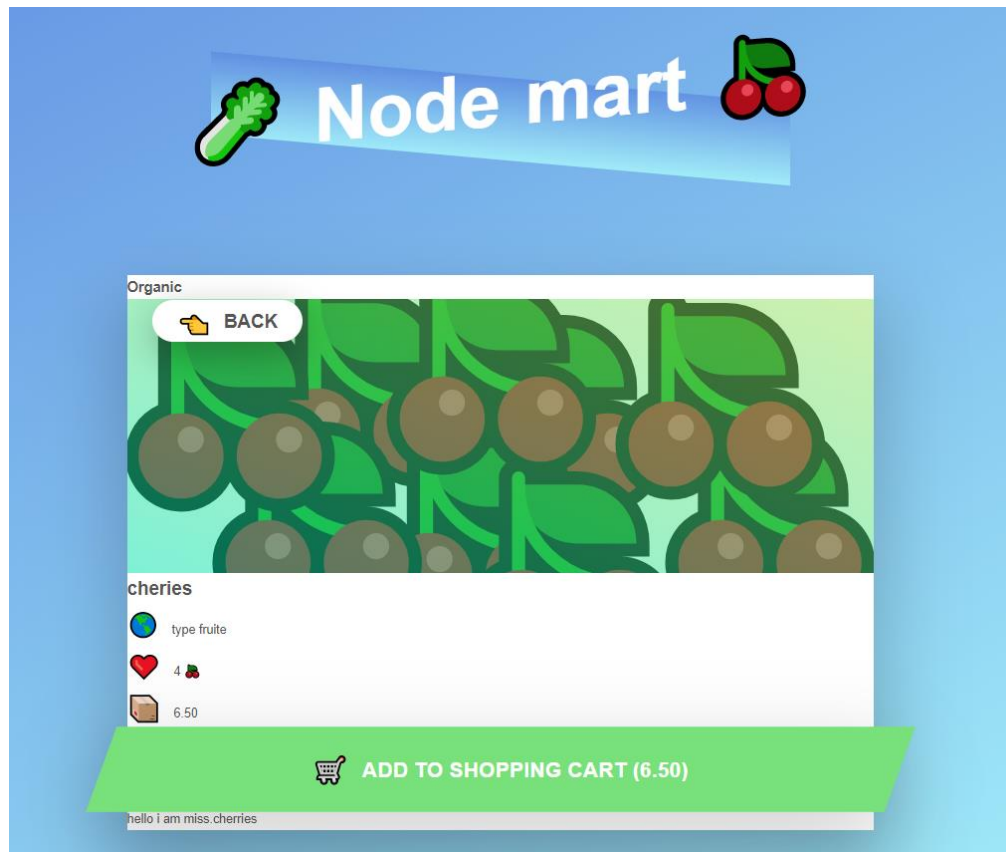 Node mart
Organic
BACK
cheries
type fruite
4
6.50
ADD TO SHOPPING CART (6.50)
hello i am miss.cherries